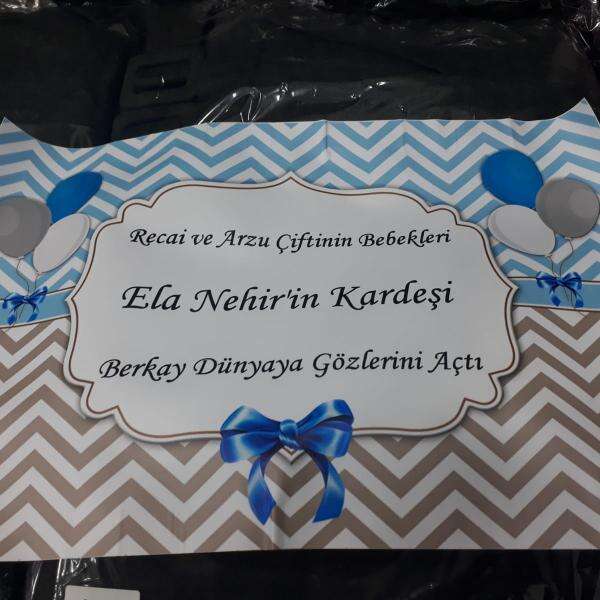 Recai ve Arzu Çiftinin Bebekleri
Ela Nehir'in Kardeşi
Berkay Dünyaya Gözlerini Açtı